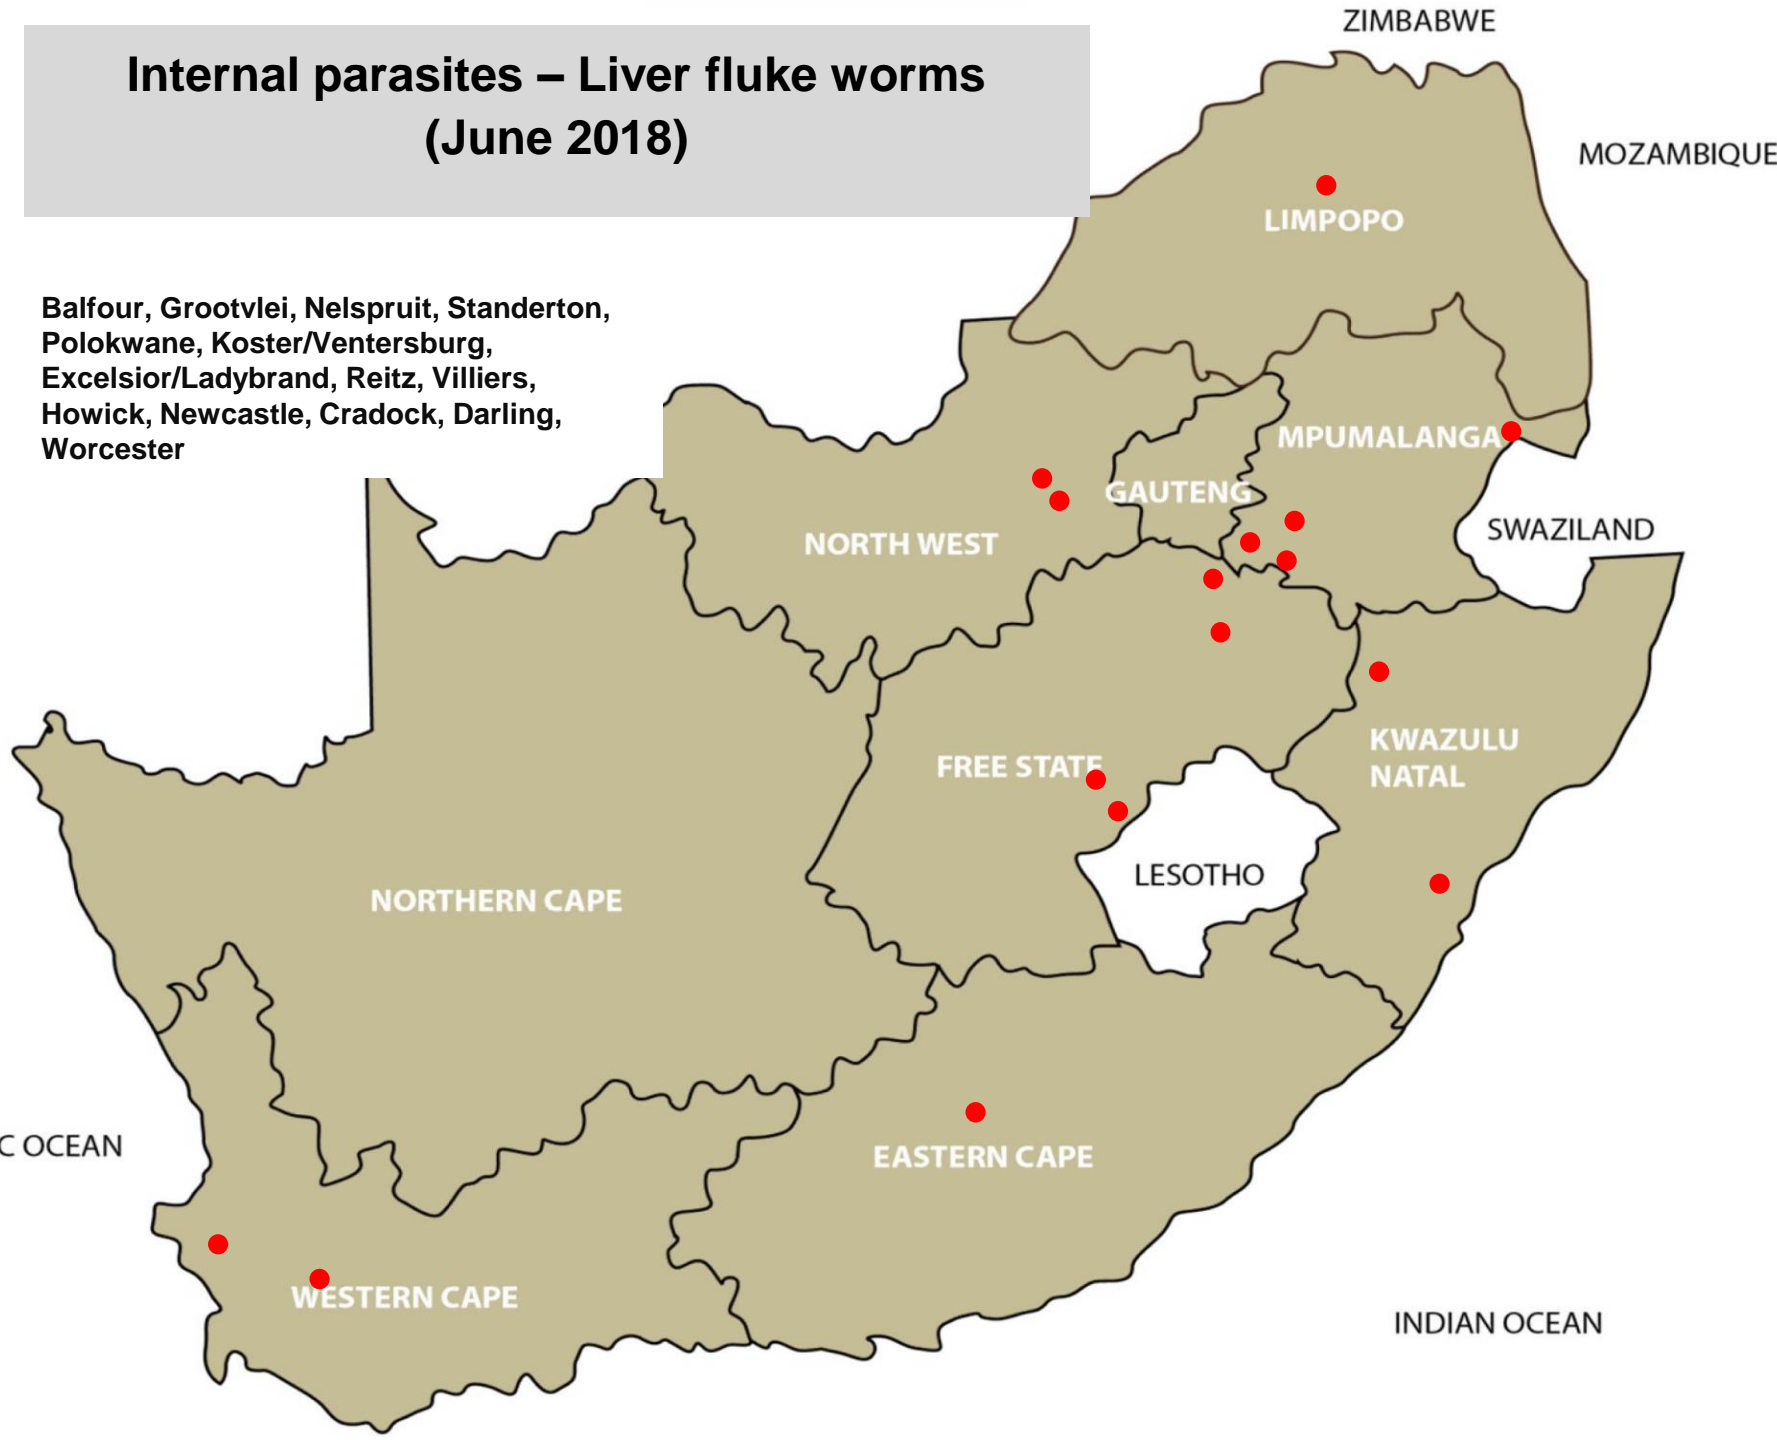 ZIMBABWE
Internal parasites – Liver fluke worms
(June 2018)
MOZAMBIQUE
LIMPOPO
Balfour, Grootvlei, Nelspruit, Standerton,
Polokwane, Koster/Ventersburg,
Excelsior/Ladybrand, Reitz, Villiers,
Howick, Newcastle, Cradock, Darling,
Worcester
MPUMALANGA
GAUTENG
NORTH WEST
SWAZILAND
KWAZULU
NATAL
FREE STATE
LESOTHO
NORTHERN CAPE
C OCEAN
EASTERN CAPE
WESTERN CAPE
INDIAN OCEAN